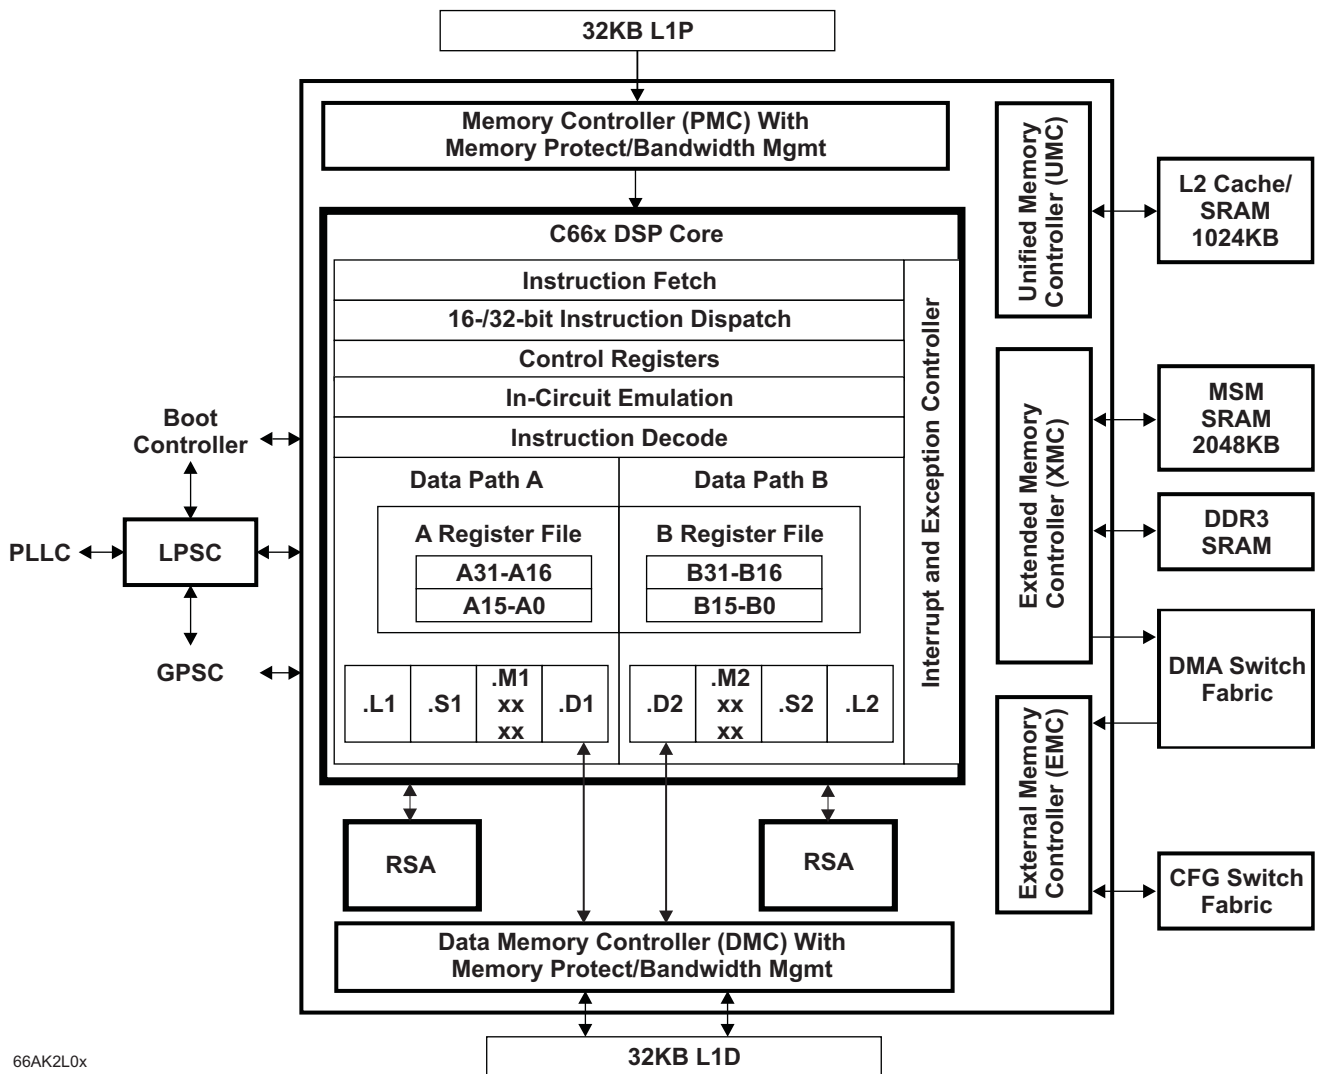 32KB L1P
Memory Controller (PMC) With
Memory Protect/Bandwidth Mgmt
C66x DSP Core
Instruction Fetch
16-/32-bit Instruction Dispatch
Control Registers
In-Circuit Emulation
Instruction Decode
Data Path A
Data Path B
A Register File
B Register File
A31-A16
A15-A0
B31-B16
B15-B0
.L1
.S1
.M1
xx
xx
.D1
.D2
.M2
xx
xx
.S2
.L2
Interrupt and Exception Controller
RSA
RSA
Data Memory Controller (DMC) With
Memory Protect/Bandwidth Mgmt
32KB L1D
Boot
Controller
PLLC
LPSC
GPSC
Unified Memory
Controller (UMC)
Extended Memory
Controller (XMC)
External Memory
Controller (EMC)
L2 Cache/
SRAM
1024KB
MSM
SRAM
2048KB
DDR3
SRAM
DMA Switch
Fabric
CFG Switch
Fabric
66AK2L0x